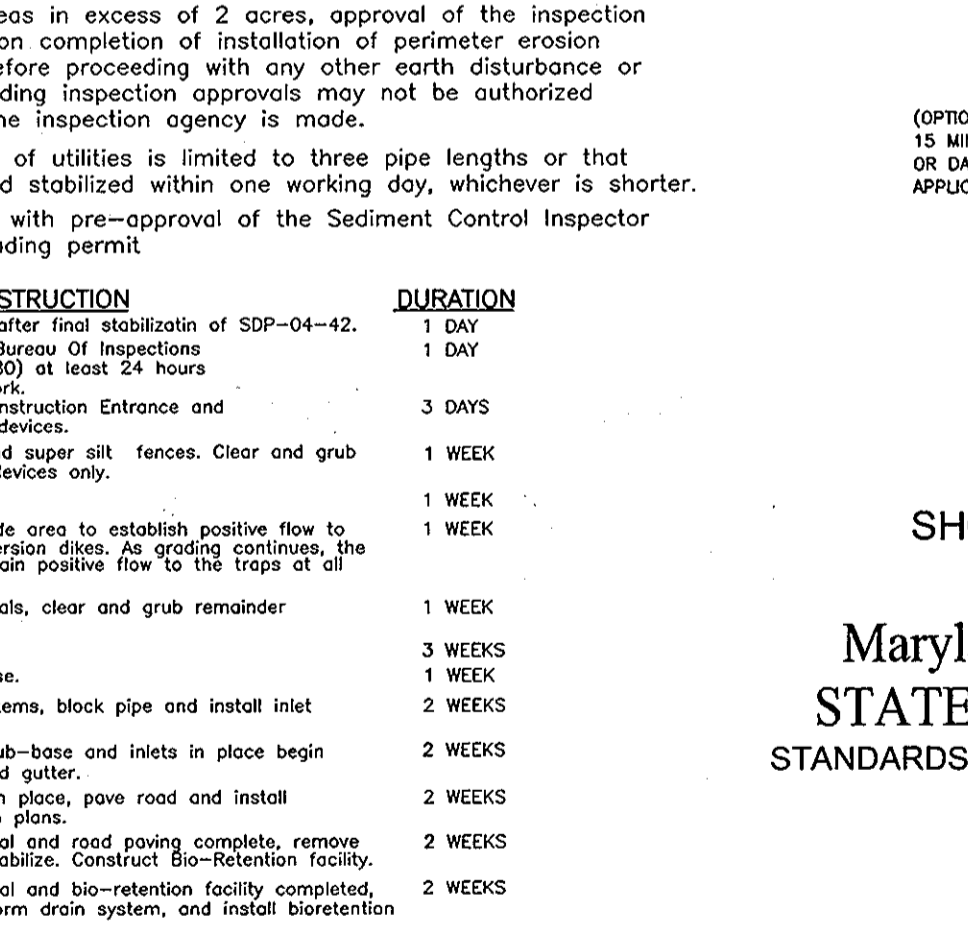 eas in excess of 2 acres, approval of the inspection
on completion of installation of perimeter erosion
efore proceeding with any other earth disturbance or
ding inspection approvals may not be authorized
he inspection agency is made.
of utilities is limited to three pipe lengths or that
d stabilized within one working day, whichever is shorter.
with pre-approval of the Sediment Control Inspector
ading permit
STRUCTION DURATION
after final stabilizatin of SDP-04-42. 1 DAY
Bureau Of Inspections 1 DAY
80) at least 24 hours
ork.
nstruction Entrance and 3 DAYS
devices.
d super silt fences. Clear and grub 1 WEEK
devices only.
1 WEEK
de area to establish positive flow to 1 WEEK
ersion dikes. As grading continues, the
ain positive flow to the traps at all
als, clear and grub remainder 1 WEEK
3 WEEKS
se. 1 WEEK
tems, block pipe and install inlet 2 WEEKS
ub-base and inlets in place begin 2 WEEKS
d gutter.
n place, pave road and install 2 WEEKS
plans.
al and road paving complete, remove 2 WEEKS
abilize. Construct Bio-Retention facility.
al and bio-retention facility completed, 2 WEEKS
orm drain system, and install bioretention
(OPTIO
15 MI
OR DA
APPLIC
SH
Maryl
STATE
STANDARDS